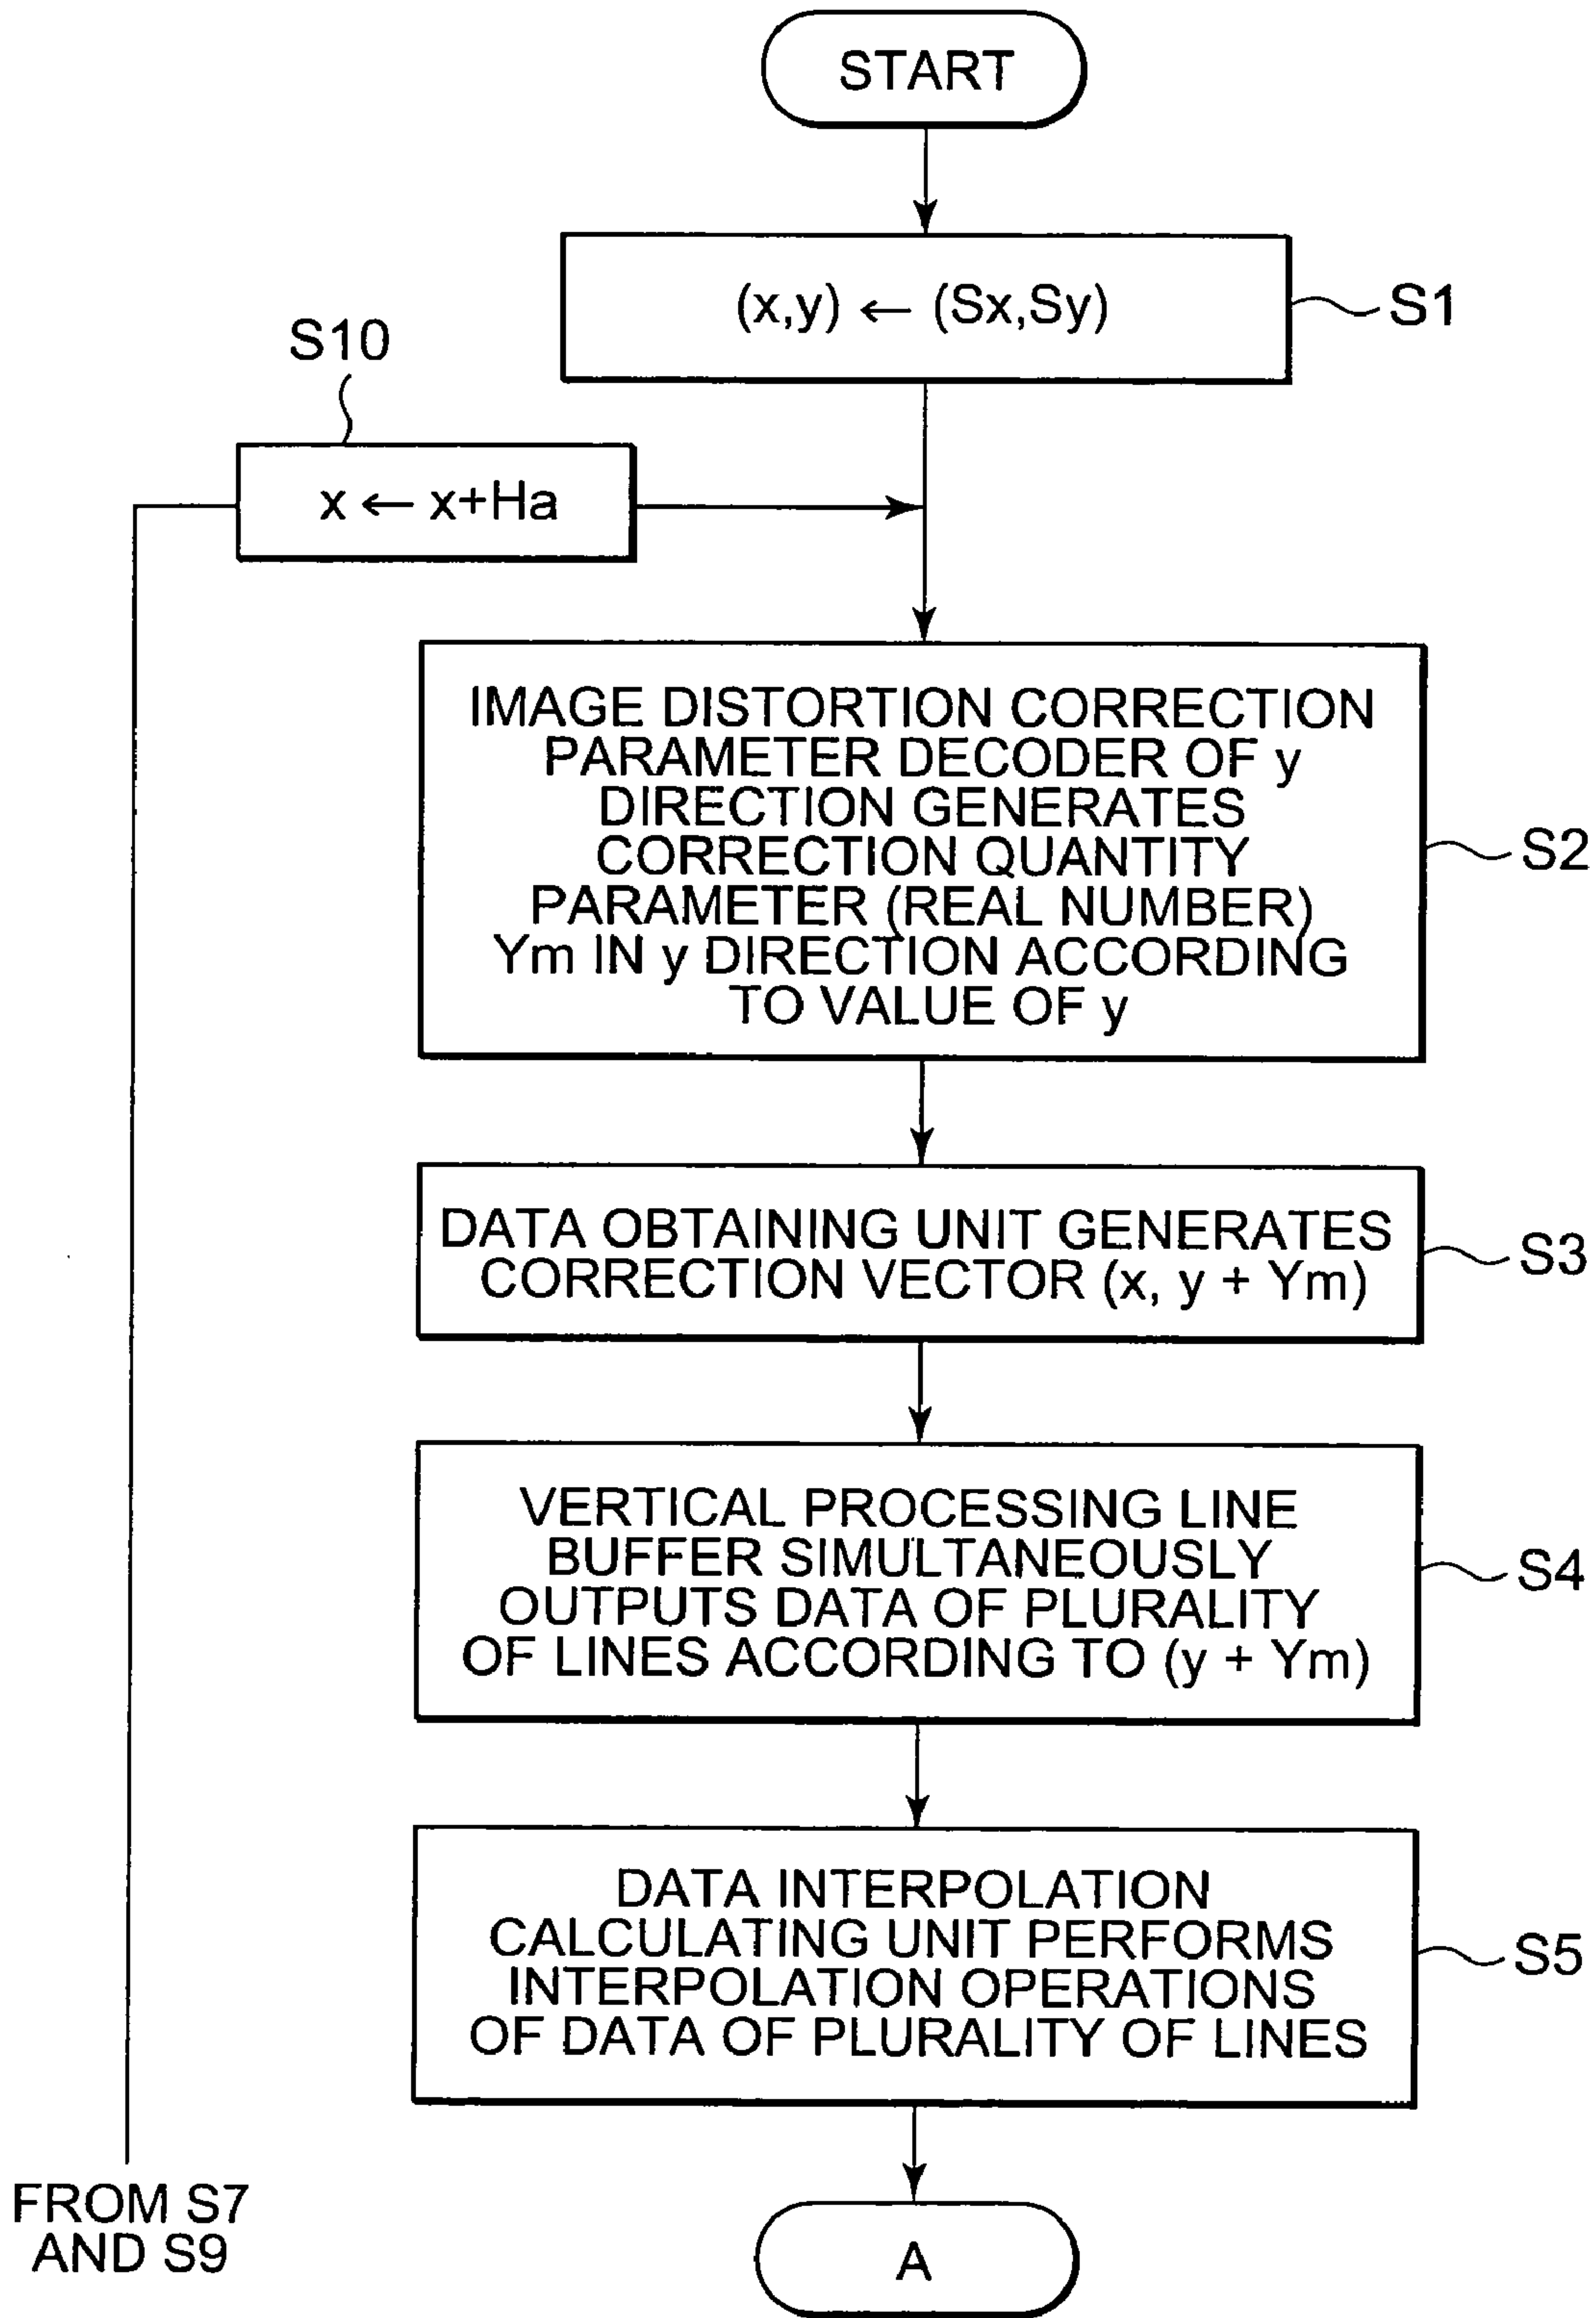 START
(x,y) ← (Sx,Sy)
S1
S10
x ← x+Ha
IMAGE DISTORTION CORRECTION
PARAMETER DECODER OF y
DIRECTION GENERATES
CORRECTION QUANTITY
PARAMETER (REAL NUMBER)
Ym IN y DIRECTION ACCORDING
TO VALUE OF y
S2
DATA OBTAINING UNIT GENERATES
CORRECTION VECTOR (x, y + Ym)
S3
VERTICAL PROCESSING LINE
BUFFER SIMULTANEOUSLY
OUTPUTS DATA OF PLURALITY
OF LINES ACCORDING TO (y + Ym)
S4
DATA INTERPOLATION
CALCULATING UNIT PERFORMS
INTERPOLATION OPERATIONS
OF DATA OF PLURALITY OF LINES
S5
FROM S7
AND S9
A